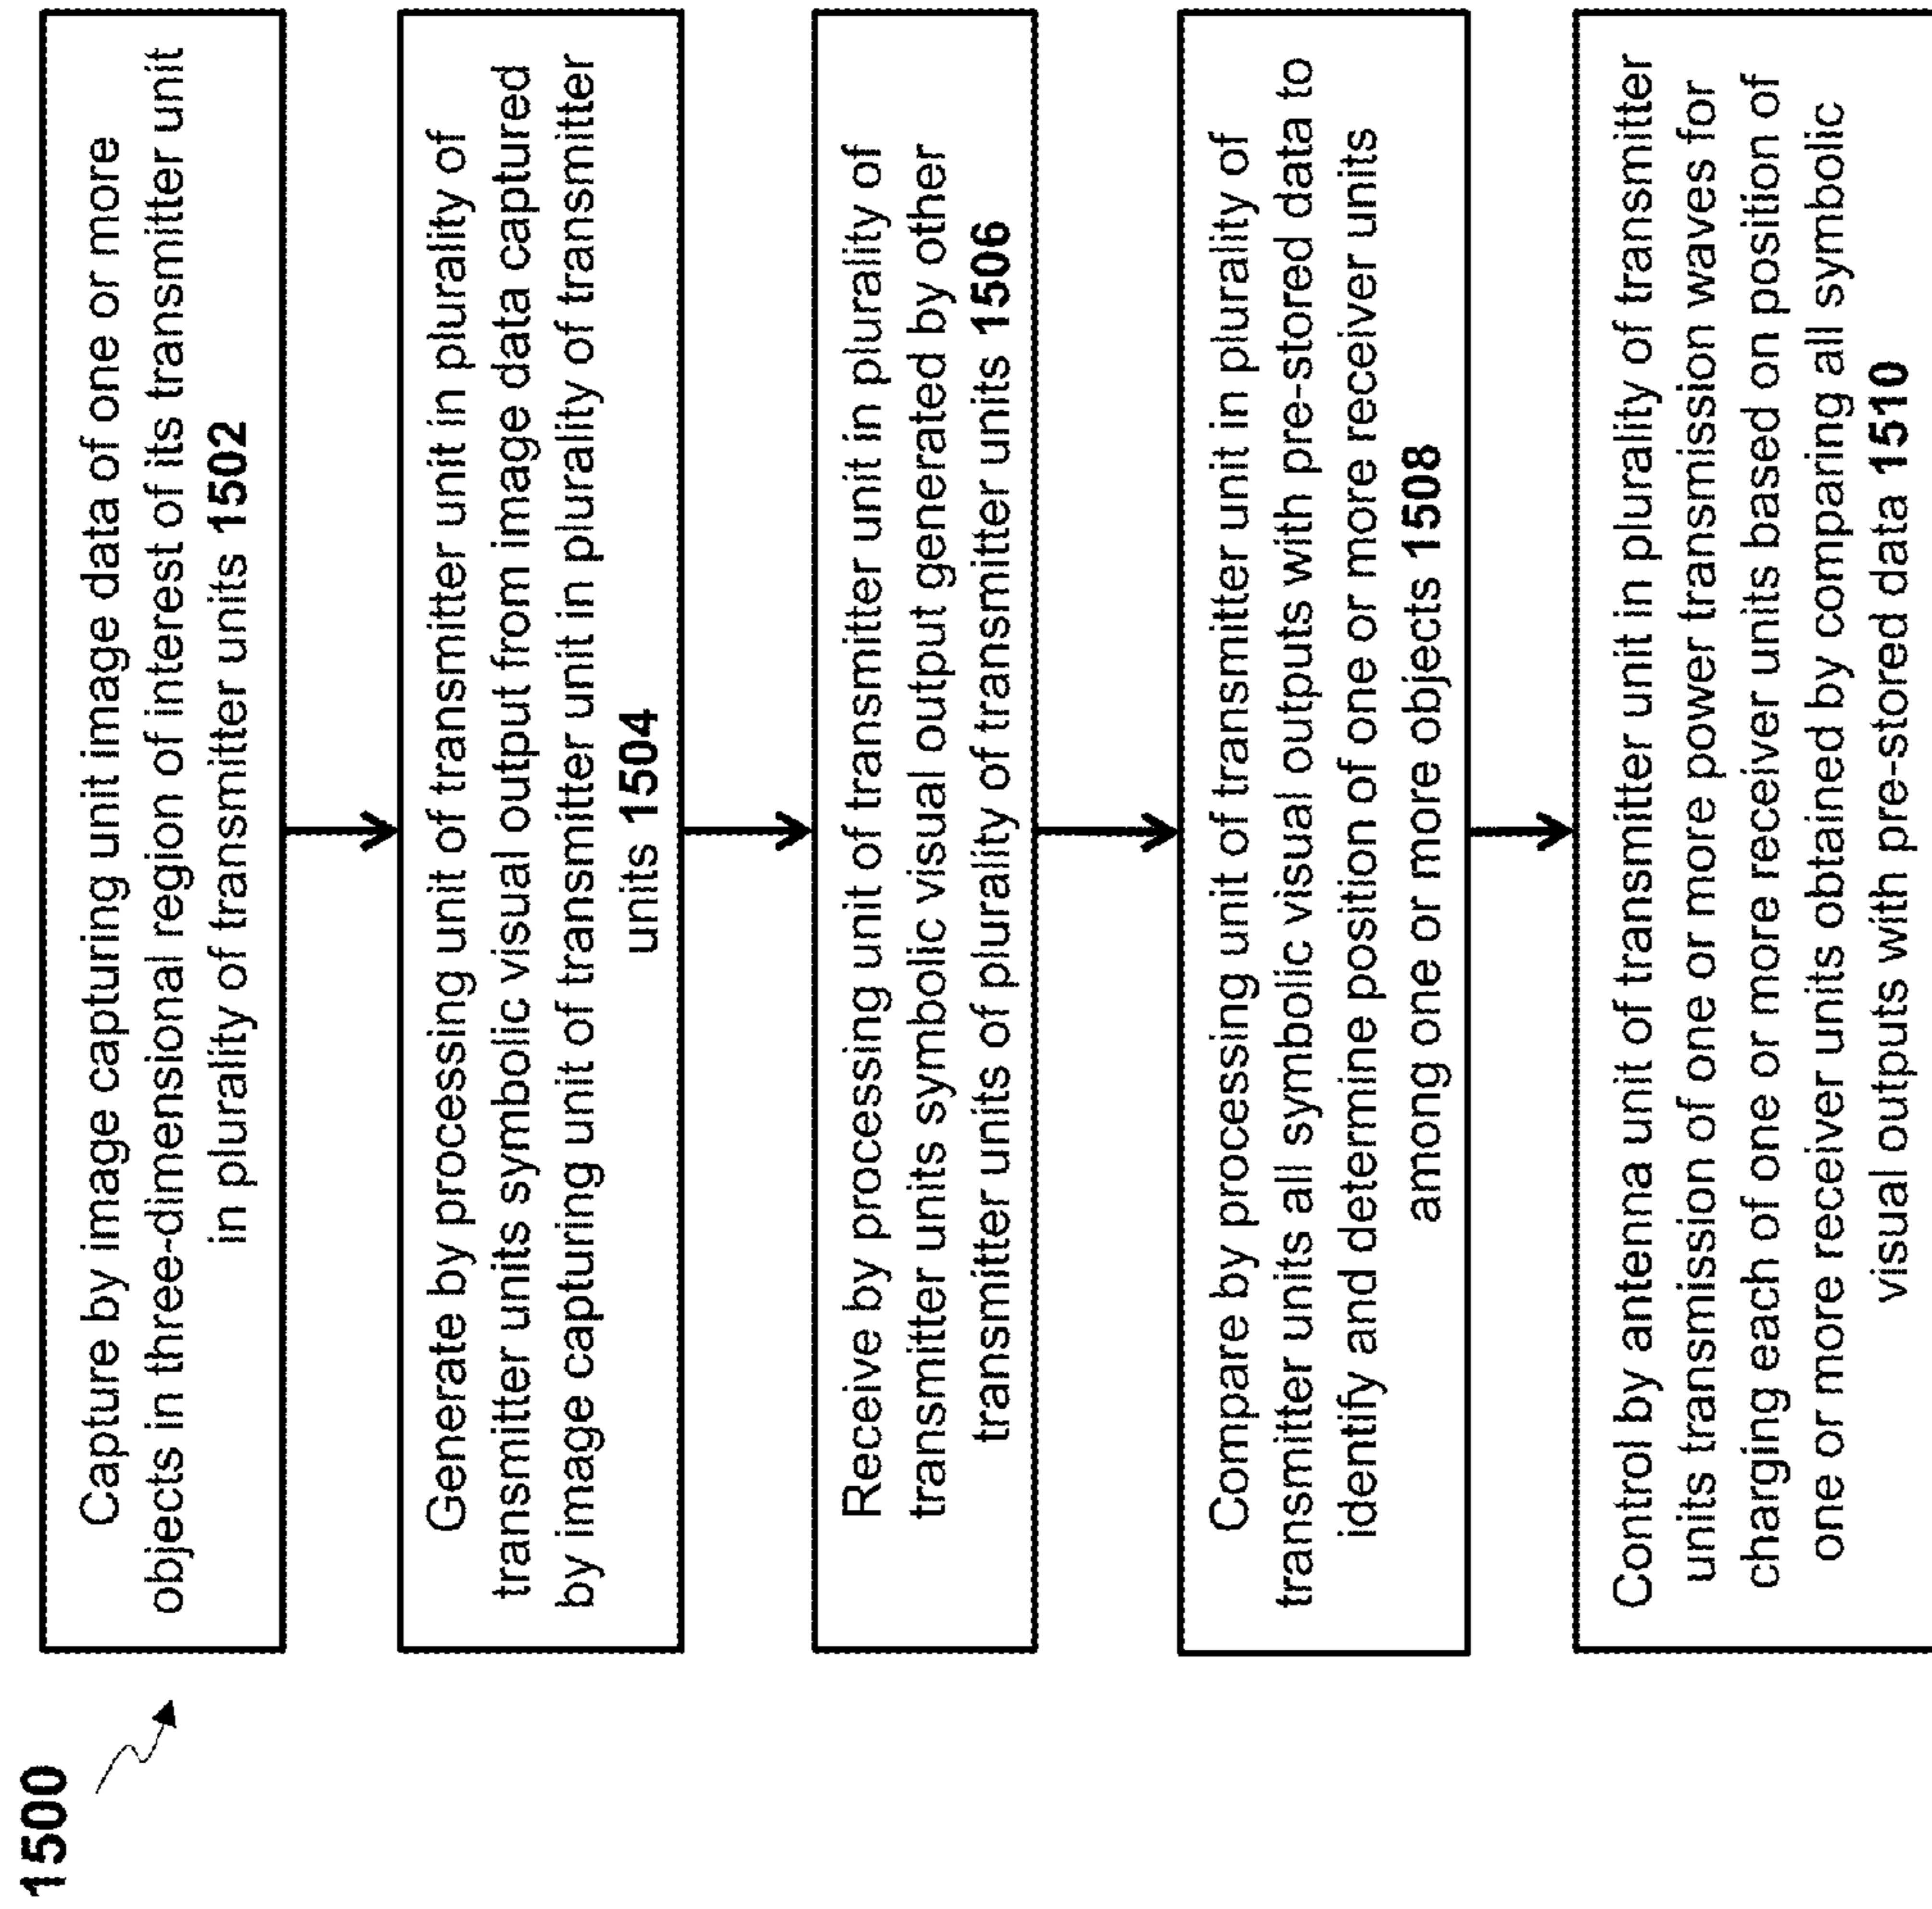 1500
Capture by image capturing unit image data of one or more
objects in three-dimensional region of interest of its transmitter unit
in plurality of transmitter units 1502
Generate by processing unit of transmitter unit in plurality of
transmitter units symbolic visual output from image data captured
by image capturing unit of transmitter unit in plurality of transmitter
units 1504
Receive by processing unit of transmitter unit in plurality of
transmitter units symbolic visual output generated by other
transmitter units of plurality of transmitter units 1506
Compare by processing unit of transmitter unit in plurality of
transmitter units all symbolic visual outputs with pre-stored data to
identify and determine position of one or more receiver units
among one or more objects 1508
Control by antenna unit of transmitter unit in plurality of transmitter
units transmission of one or more power transmission waves for
charging each of one or more receiver units based on position of
one or more receiver units obtained by comparing all symbolic
visual outputs with pre-stored data 1510